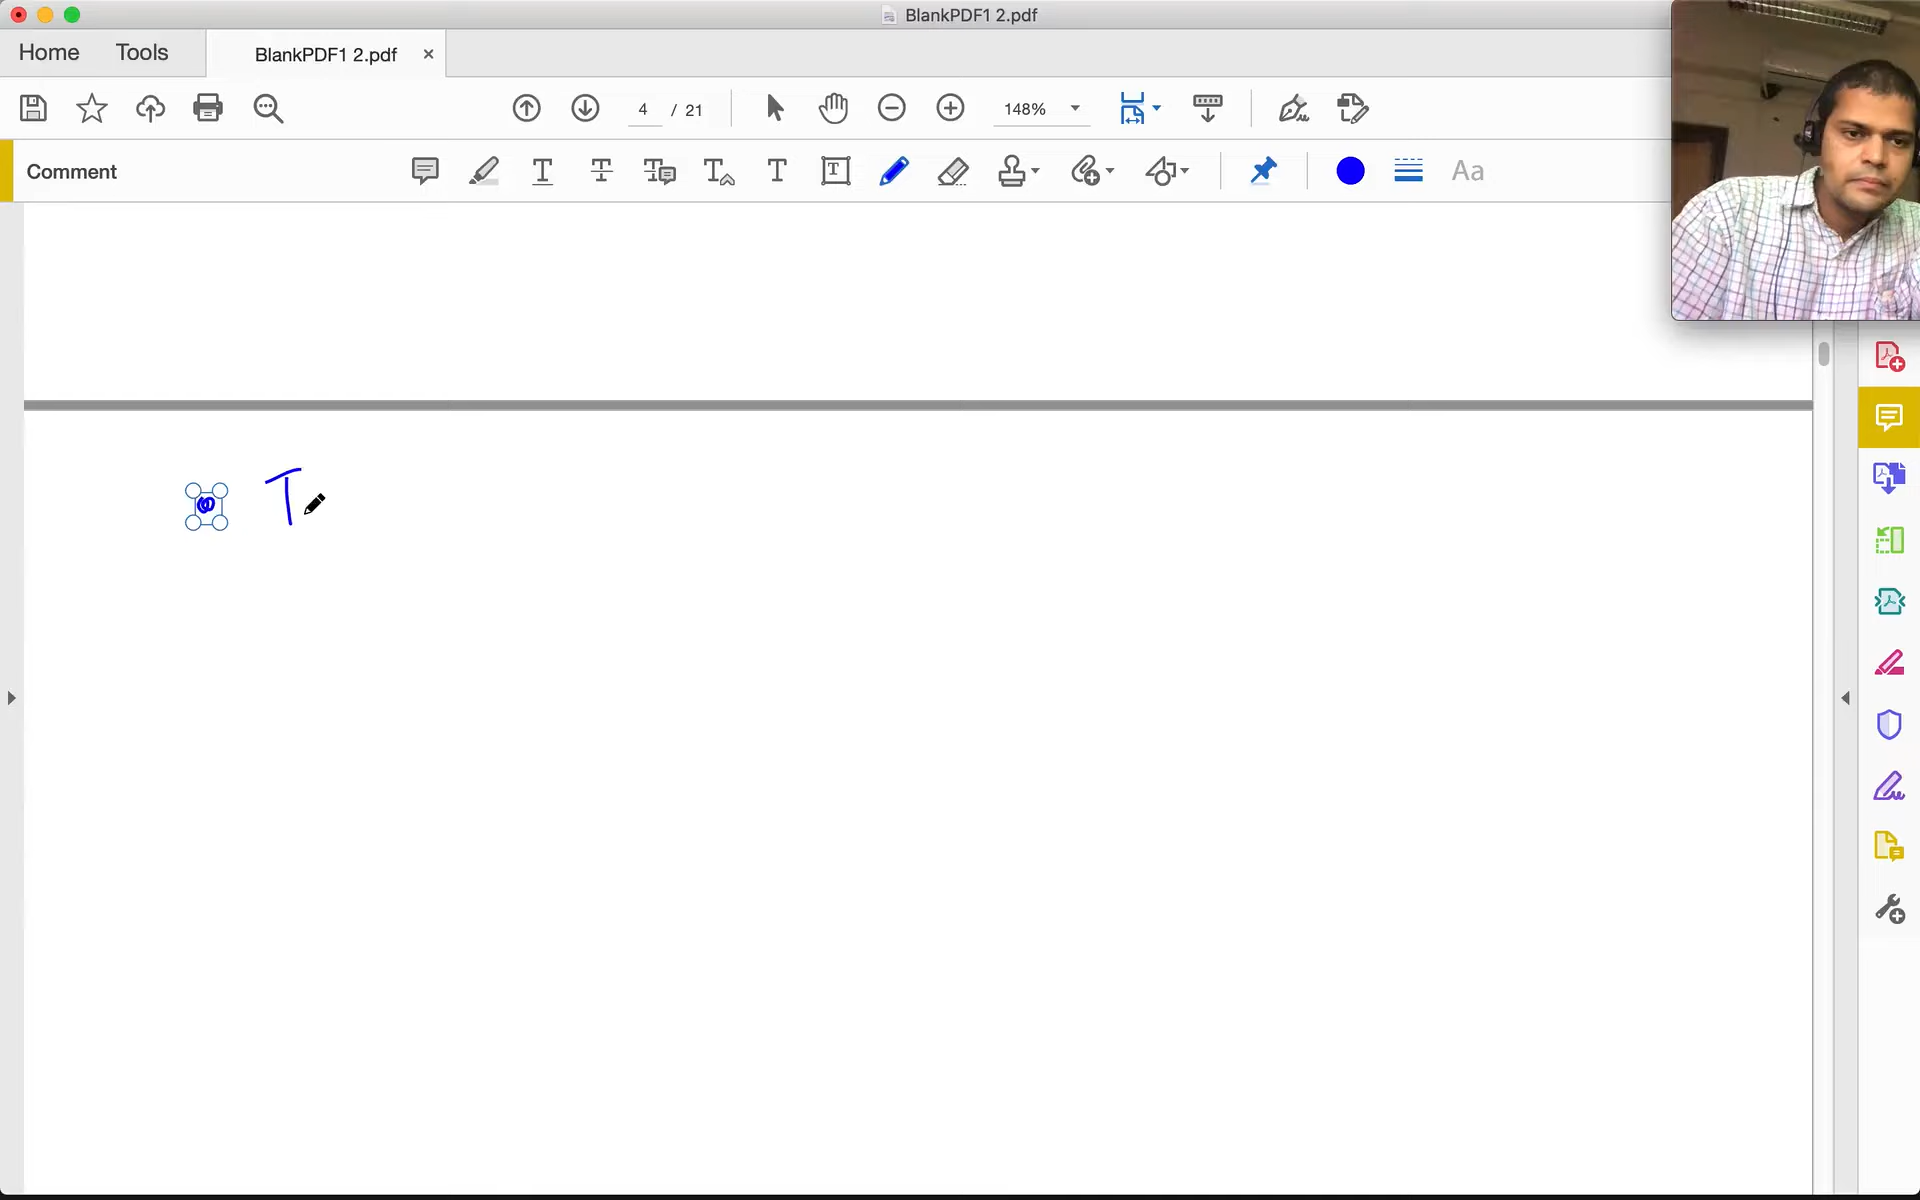 BlankPDF1 2.pdf
Home Tools BlankPDF1 2.pdf ×
4 / 21 148%
Comment T T T T T T Aa
T